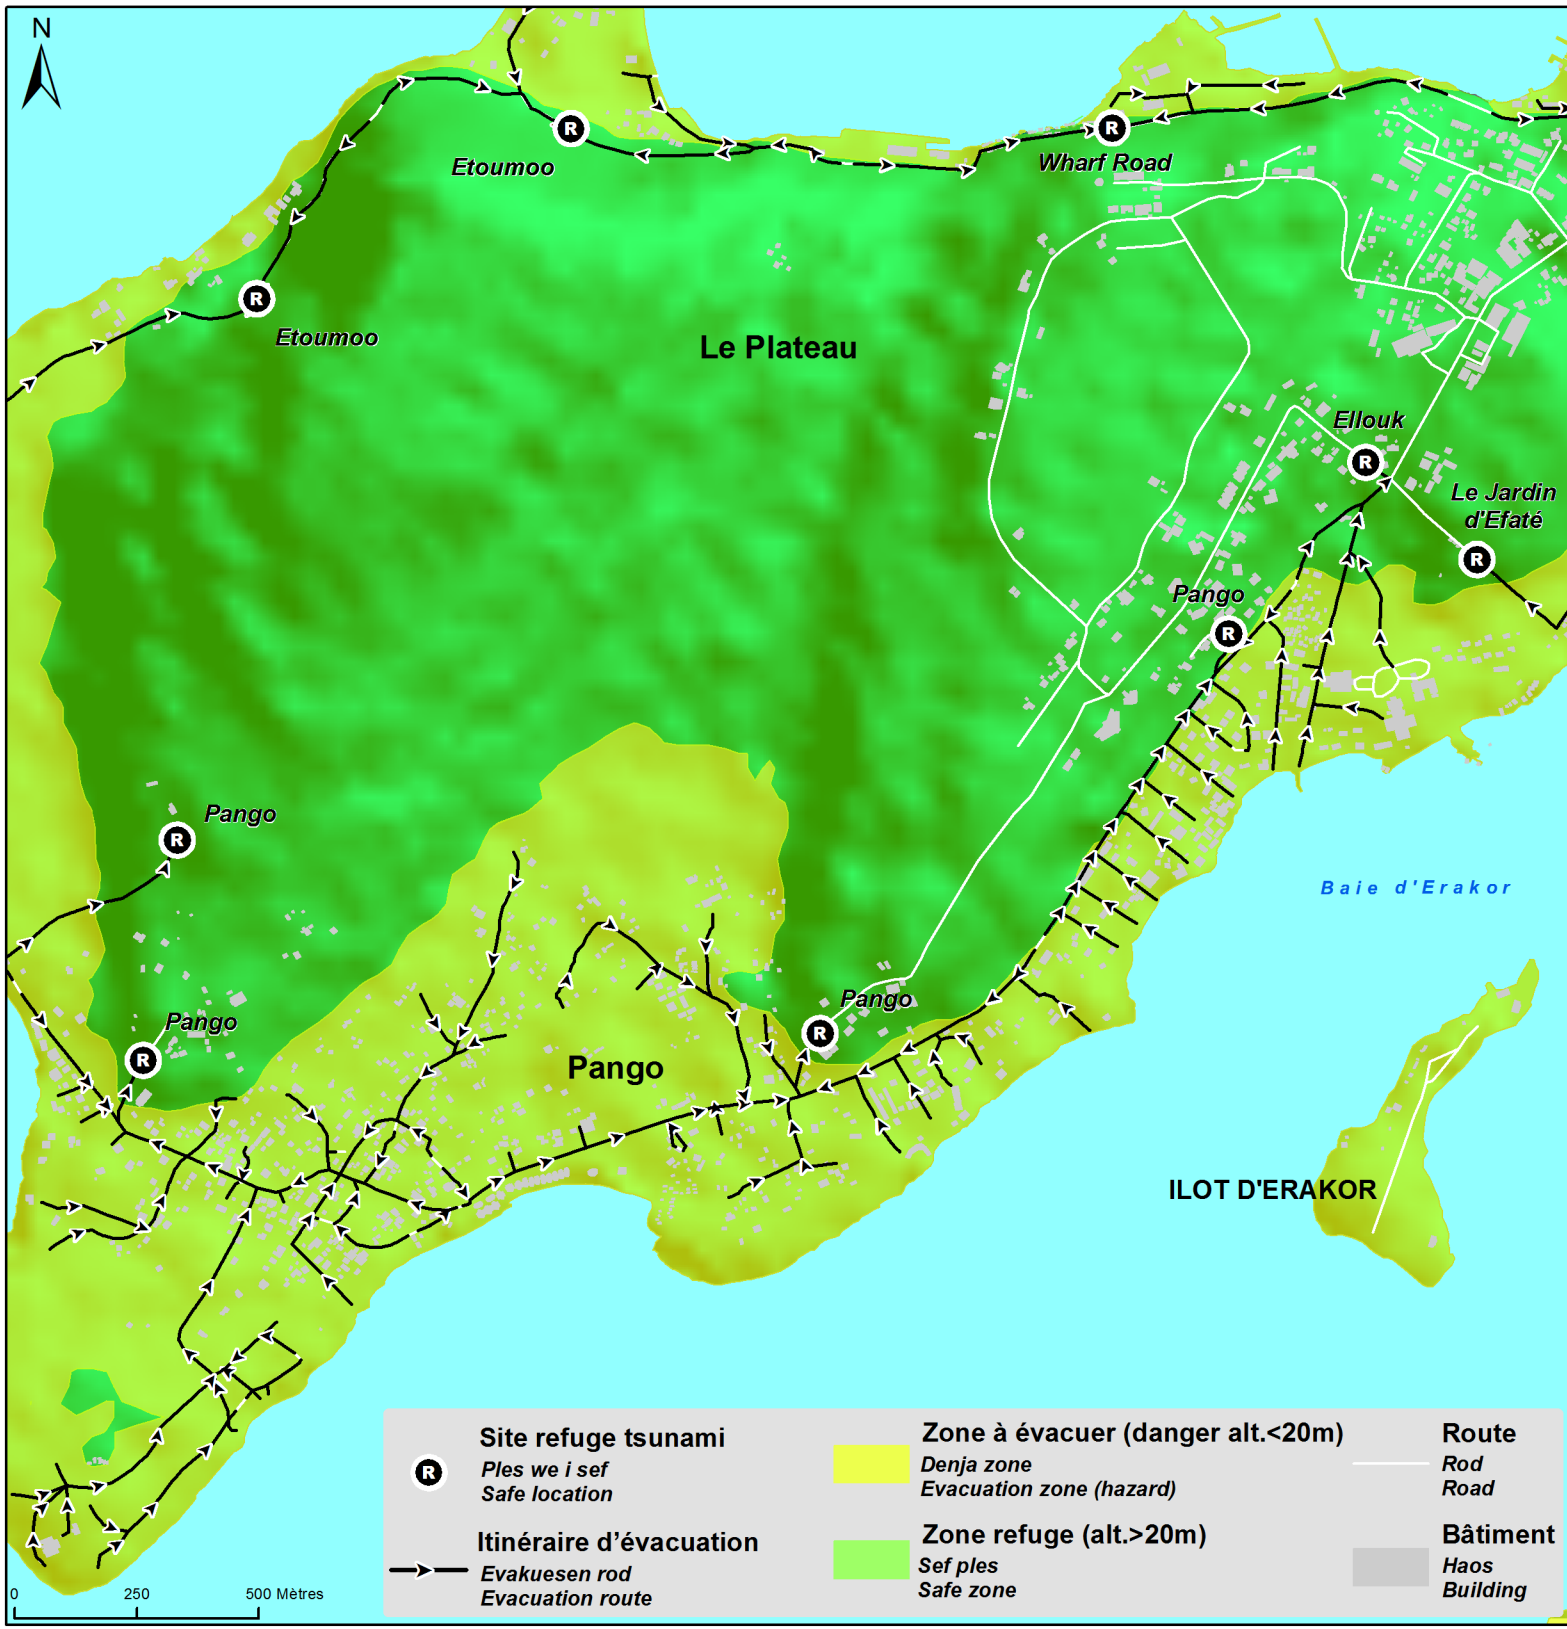 N
R
Etoumoo
R
Wharf Road
R
Etoumoo
Le Plateau
Ellouk
R
Le Jardin
d'Efaté
R
Pango
R
Pango
R
Baie d'Erakor
Pango
R
Pango
R
Pango
ILOT D'ERAKOR
R
Site refuge tsunami
Ples we i sef
Safe location
Itinéraire d’évacuation
Evakuesen rod
Evacuation route
Zone à évacuer (danger alt.<20m)
Denja zone
Evacuation zone (hazard)
Zone refuge (alt.>20m)
Sef ples
Safe zone
Route
Rod
Road
Bâtiment
Haos
Building
0 250 500 Mètres